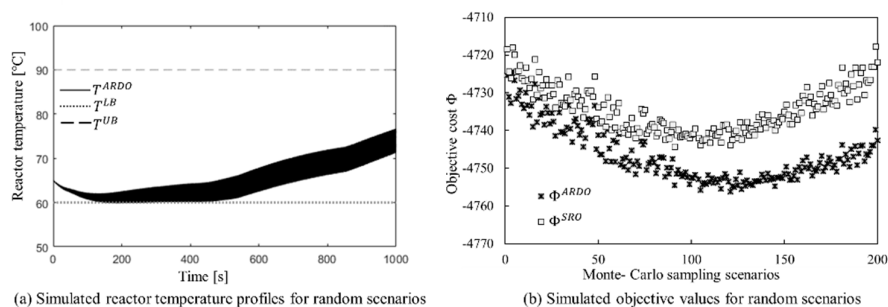 (a)
100
90
80
70
60
50
Reactor temperature [°C]
T^ARDO
T^LB
T^UB
0 200 400 600 800 1000
Time [s]
(a) Simulated reactor temperature profiles for random scenarios
(b)
-4710
-4720
-4730
-4740
-4750
-4760
-4770
Objective cost Φ
Φ^ARDO
Φ^SRO
0 50 100 150 200
Monte- Carlo sampling scenarios
(b) Simulated objective values for random scenarios